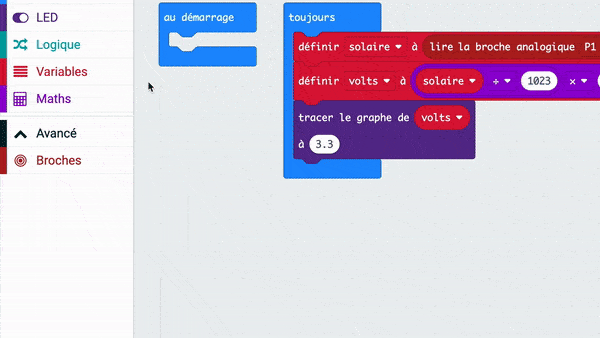 LED
Logique
Variables
Maths
Avancé
Broches
au démarrage
toujours
définir solaire à lire la broche analogique P1
définir volts à solaire ÷ 1023 ×
tracer le graphe de volts
à 3.3